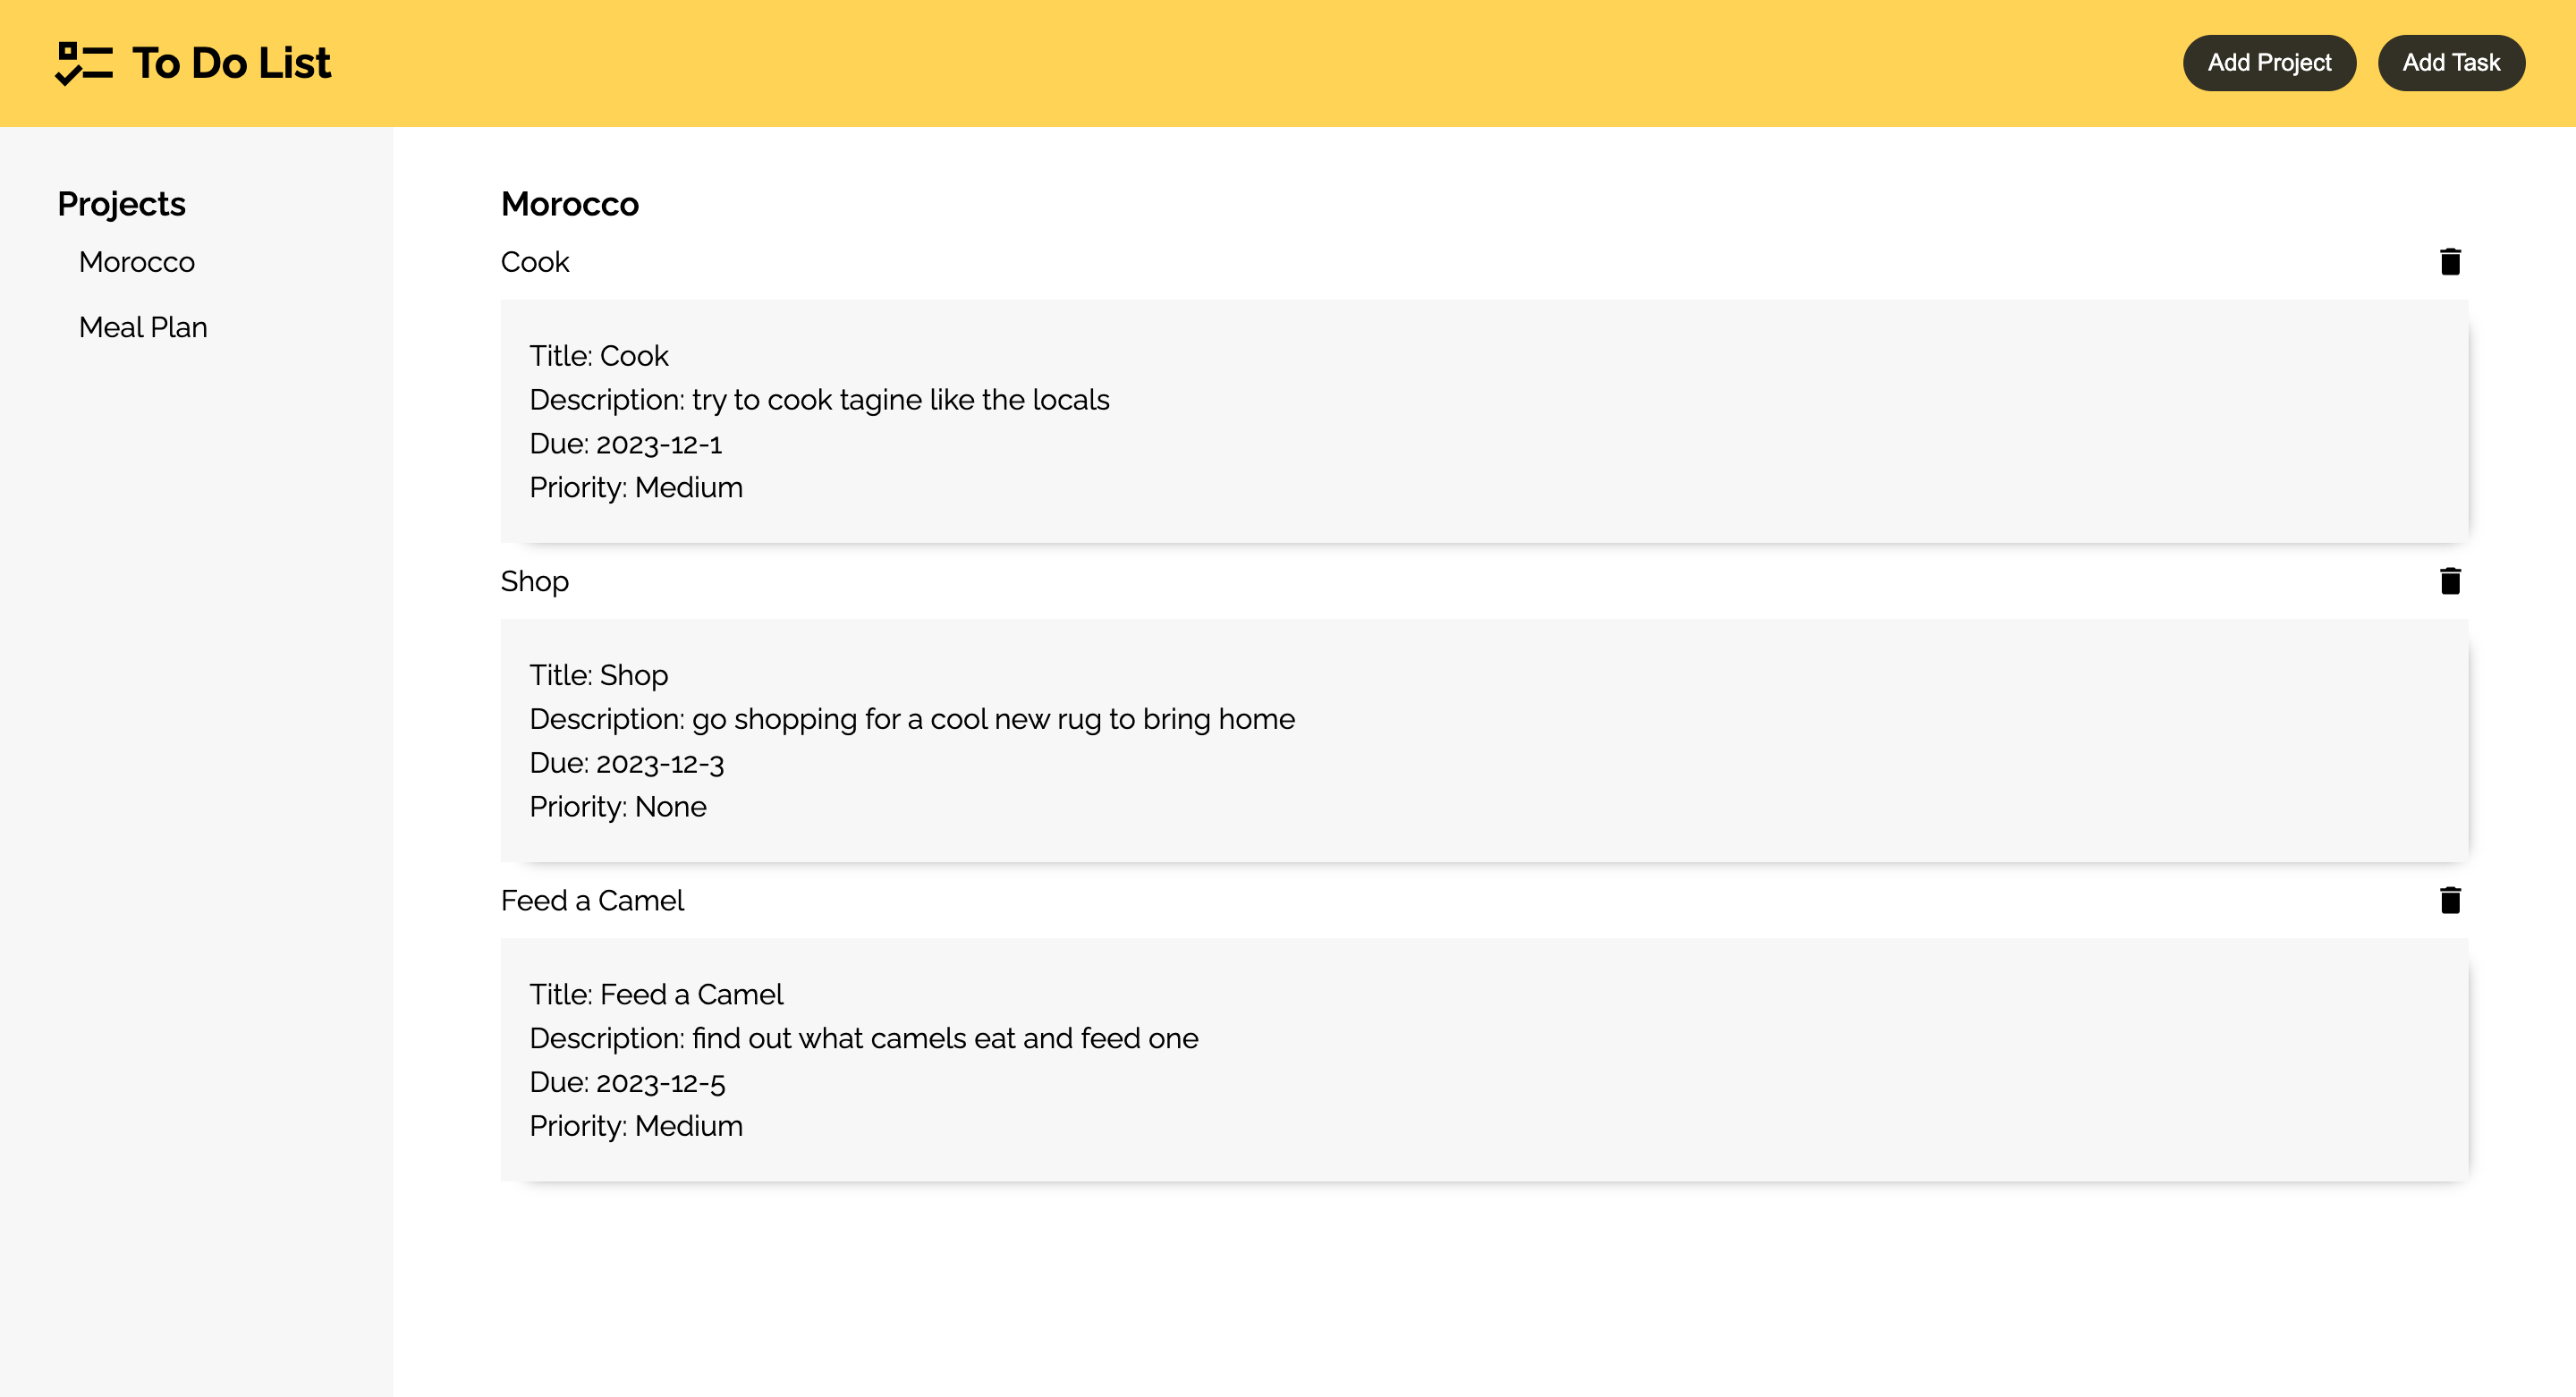 To Do List
Add Project
Add Task
Projects
Morocco
Meal Plan
Morocco
Cook
Title: Cook
Description: try to cook tagine like the locals
Due: 2023-12-1
Priority: Medium
Shop
Title: Shop
Description: go shopping for a cool new rug to bring home
Due: 2023-12-3
Priority: None
Feed a Camel
Title: Feed a Camel
Description: find out what camels eat and feed one
Due: 2023-12-5
Priority: Medium